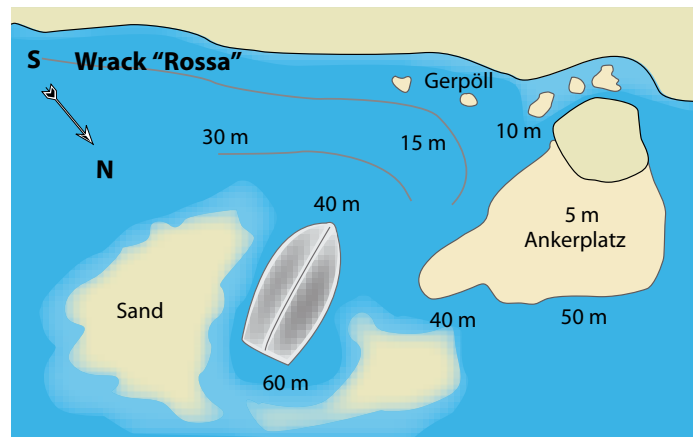 S
Wrack “Rossa”
N
Gerpöll
30 m
15 m
10 m
40 m
5 m
Ankerplatz
Sand
40 m
50 m
60 m